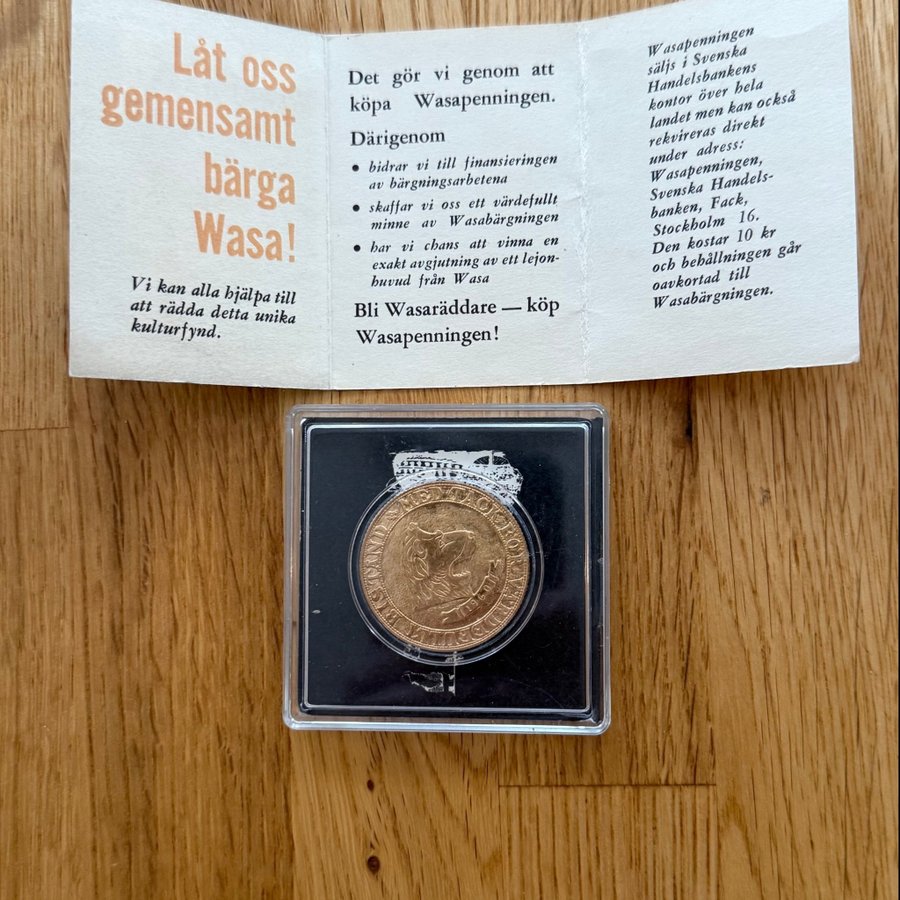 Låt oss
gemensamt
bärga
Wasa!
Vi kan alla hjälpa till
att rädda detta unika
kulturfynd.
Det gör vi genom att
köpa Wasapenningen.
Därigenom
• bidrar vi till finansieringen
av bärgningsarbetena
• skaffar vi oss ett värdefullt
minne av Wasabärgningen
• har vi chans att vinna en
exakt avgjutning av ett lejon-
huvud från Wasa
Bli Wasaräddare — köp
Wasapenningen!
Wasapenningen
säljs i Svenska
Handelsbankens
kontor över hela
landet men kan också
rekvireras direkt
under adress:
Wasapenningen,
Svenska Handels-
banken, Fack,
Stockholm 16.
Den kostar 10 kr
och behållningen går
oavkortad till
Wasabärgningen.
MED TACK FÖR
BISTAND